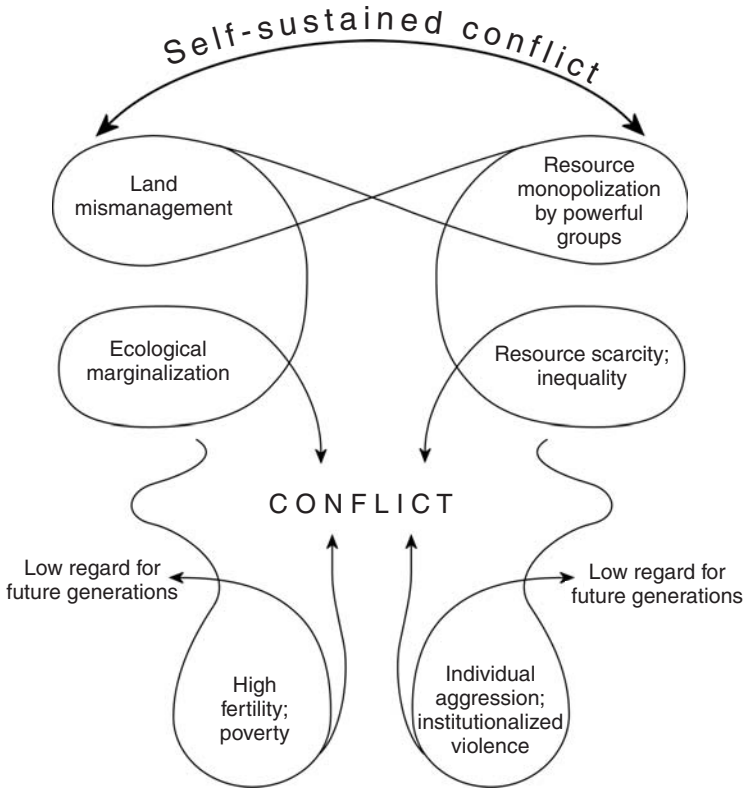 Self-sustained conflict
Land
mismanagement
Resource
monopolization
by powerful
groups
Ecological
marginalization
Resource scarcity;
inequality
CONFLICT
Low regard for
future generations
Low regard for
future generations
High
fertility;
poverty
Individual
aggression;
institutionalized
violence